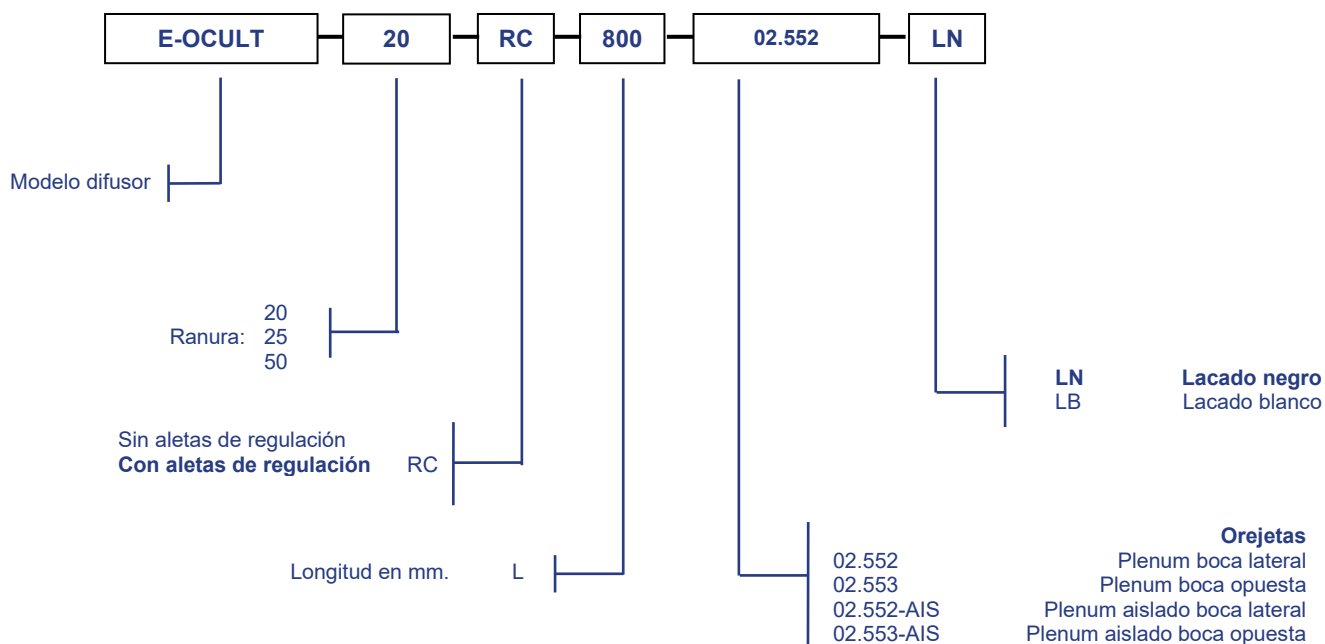 E-OCULT 20 RC 800 02.552 LN
Modelo difusor
20
Ranura: 25
50
LN Lacado negro
LB Lacado blanco
Sin aletas de regulación
Con aletas de regulación RC
Longitud en mm. L
Orejetas
02.552 Plenum boca lateral
02.553 Plenum boca opuesta
02.552-AIS Plenum aislado boca lateral
02.553-AIS Plenum aislado boca opuesta